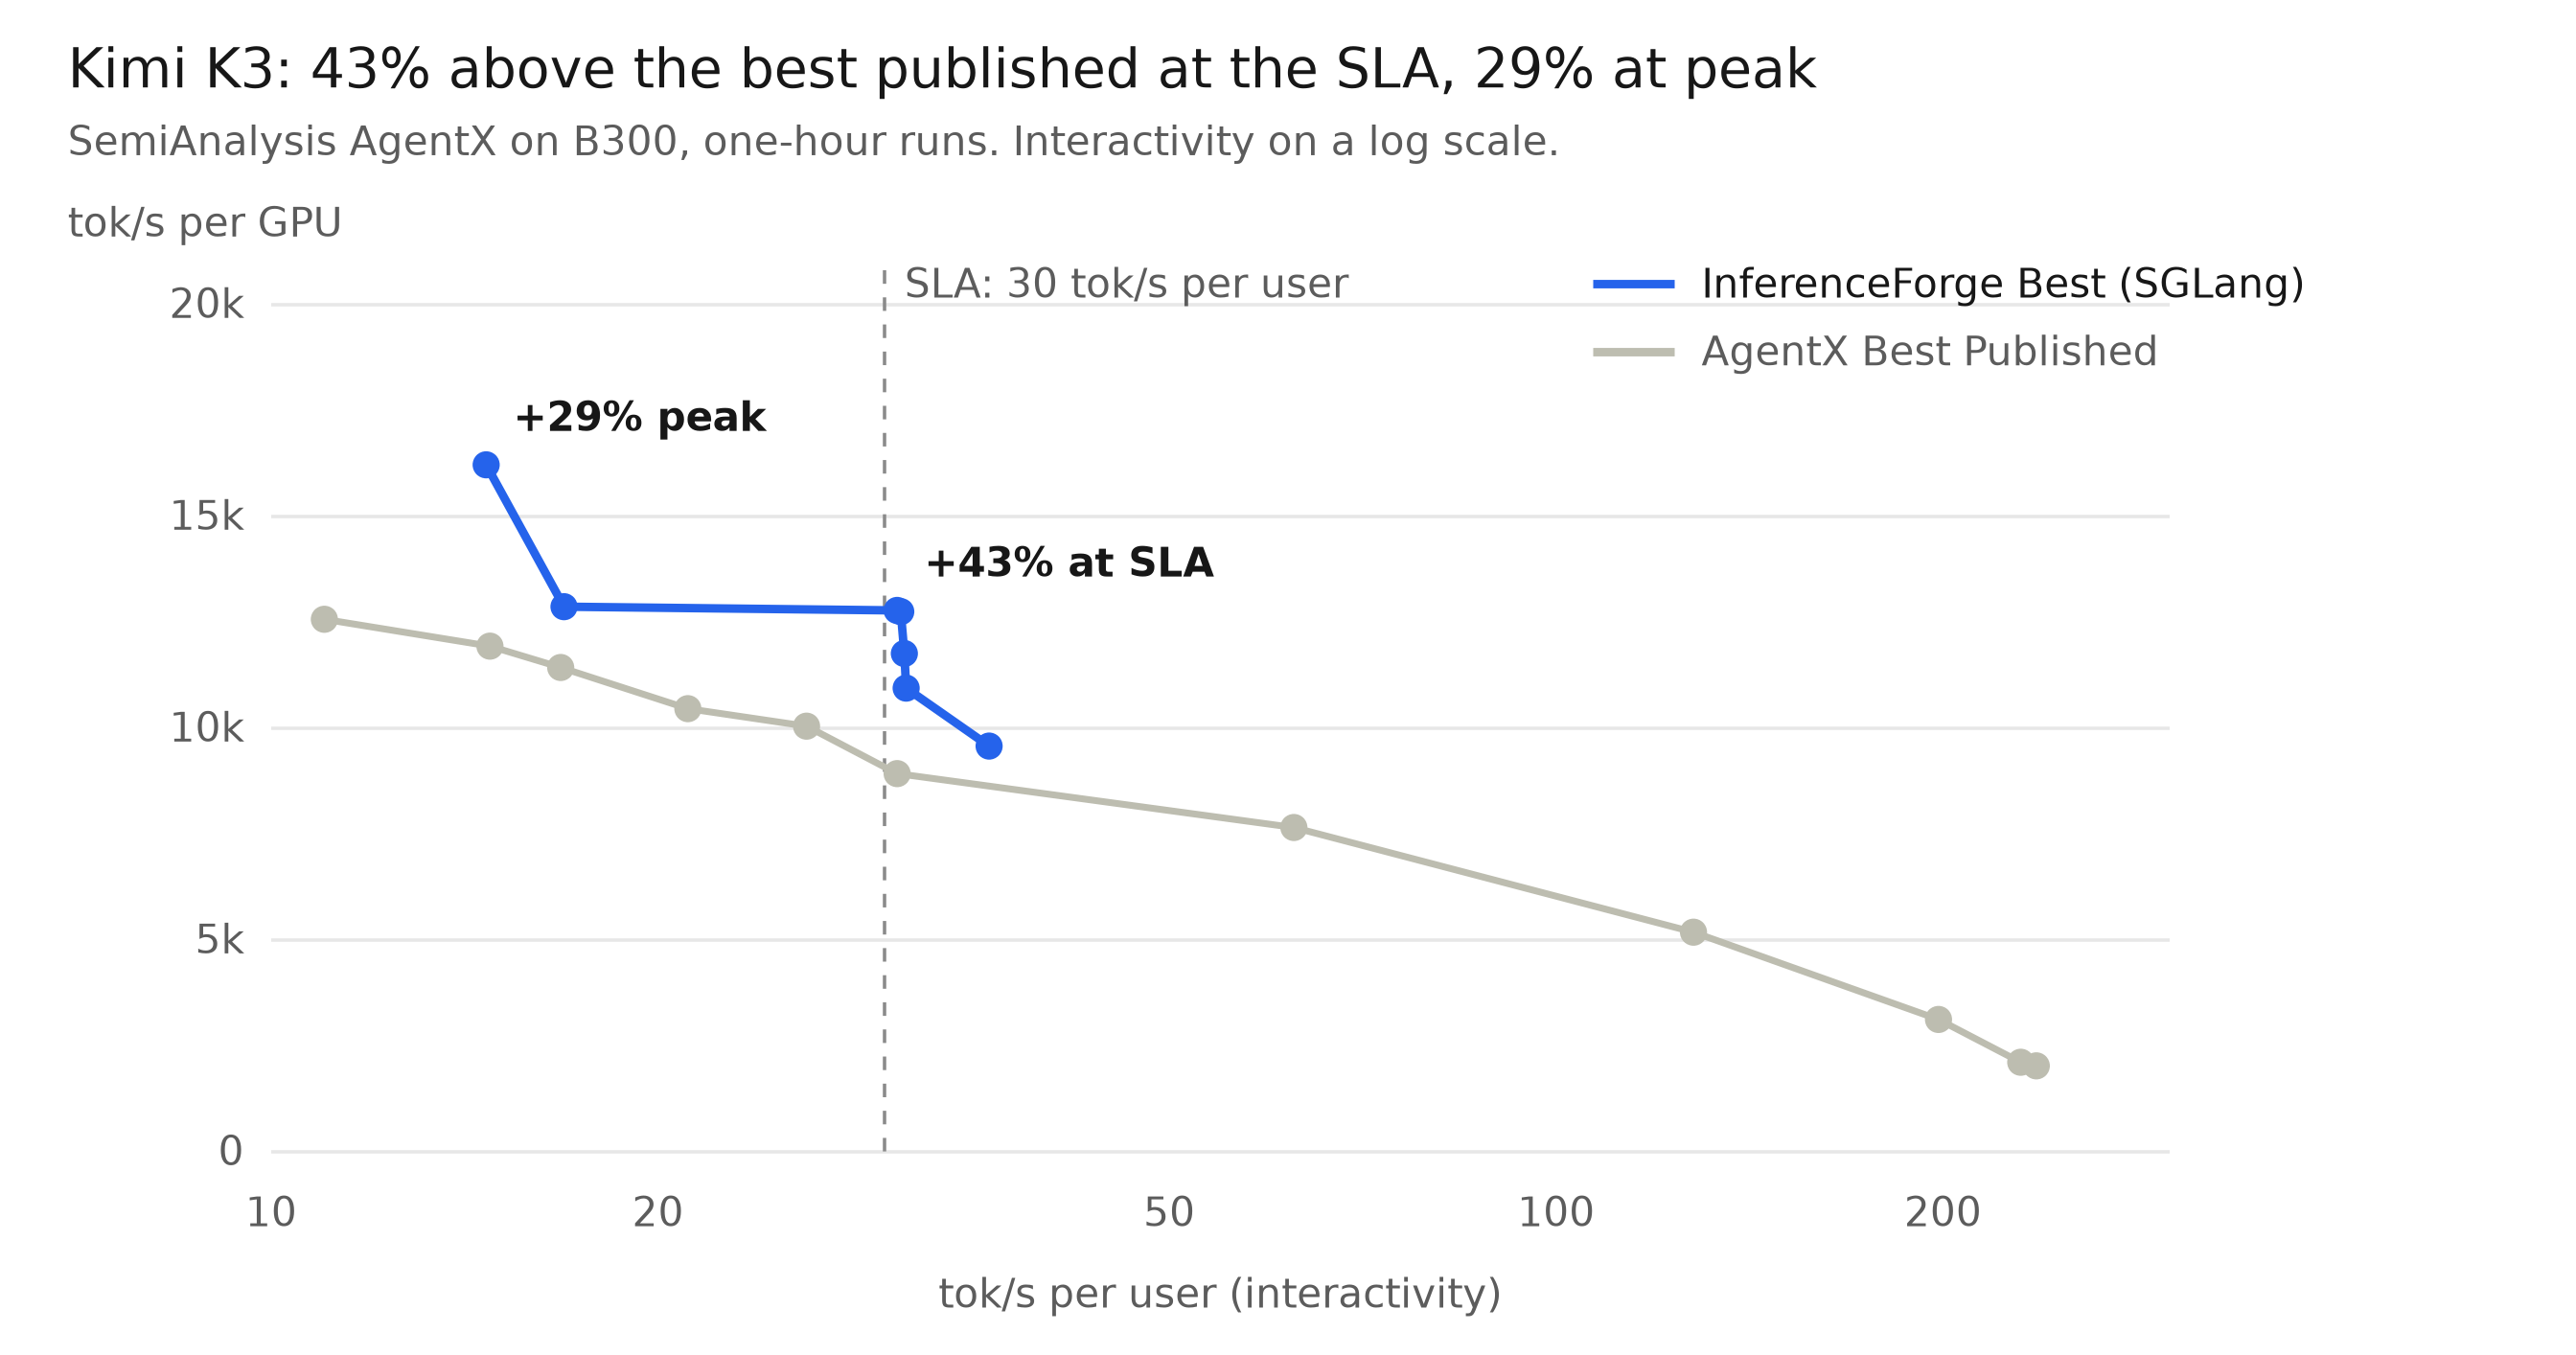 Kimi K3: 43% above the best published at the SLA, 29% at peak
SemiAnalysis AgentX on B300, one-hour runs. Interactivity on a log scale.
tok/s per GPU
SLA: 30 tok/s per user
InferenceForge Best (SGLang)
20k
AgentX Best Published
+29% peak
15k
+43% at SLA
10k
5k
0
10 20 50 100 200
tok/s per user (interactivity)